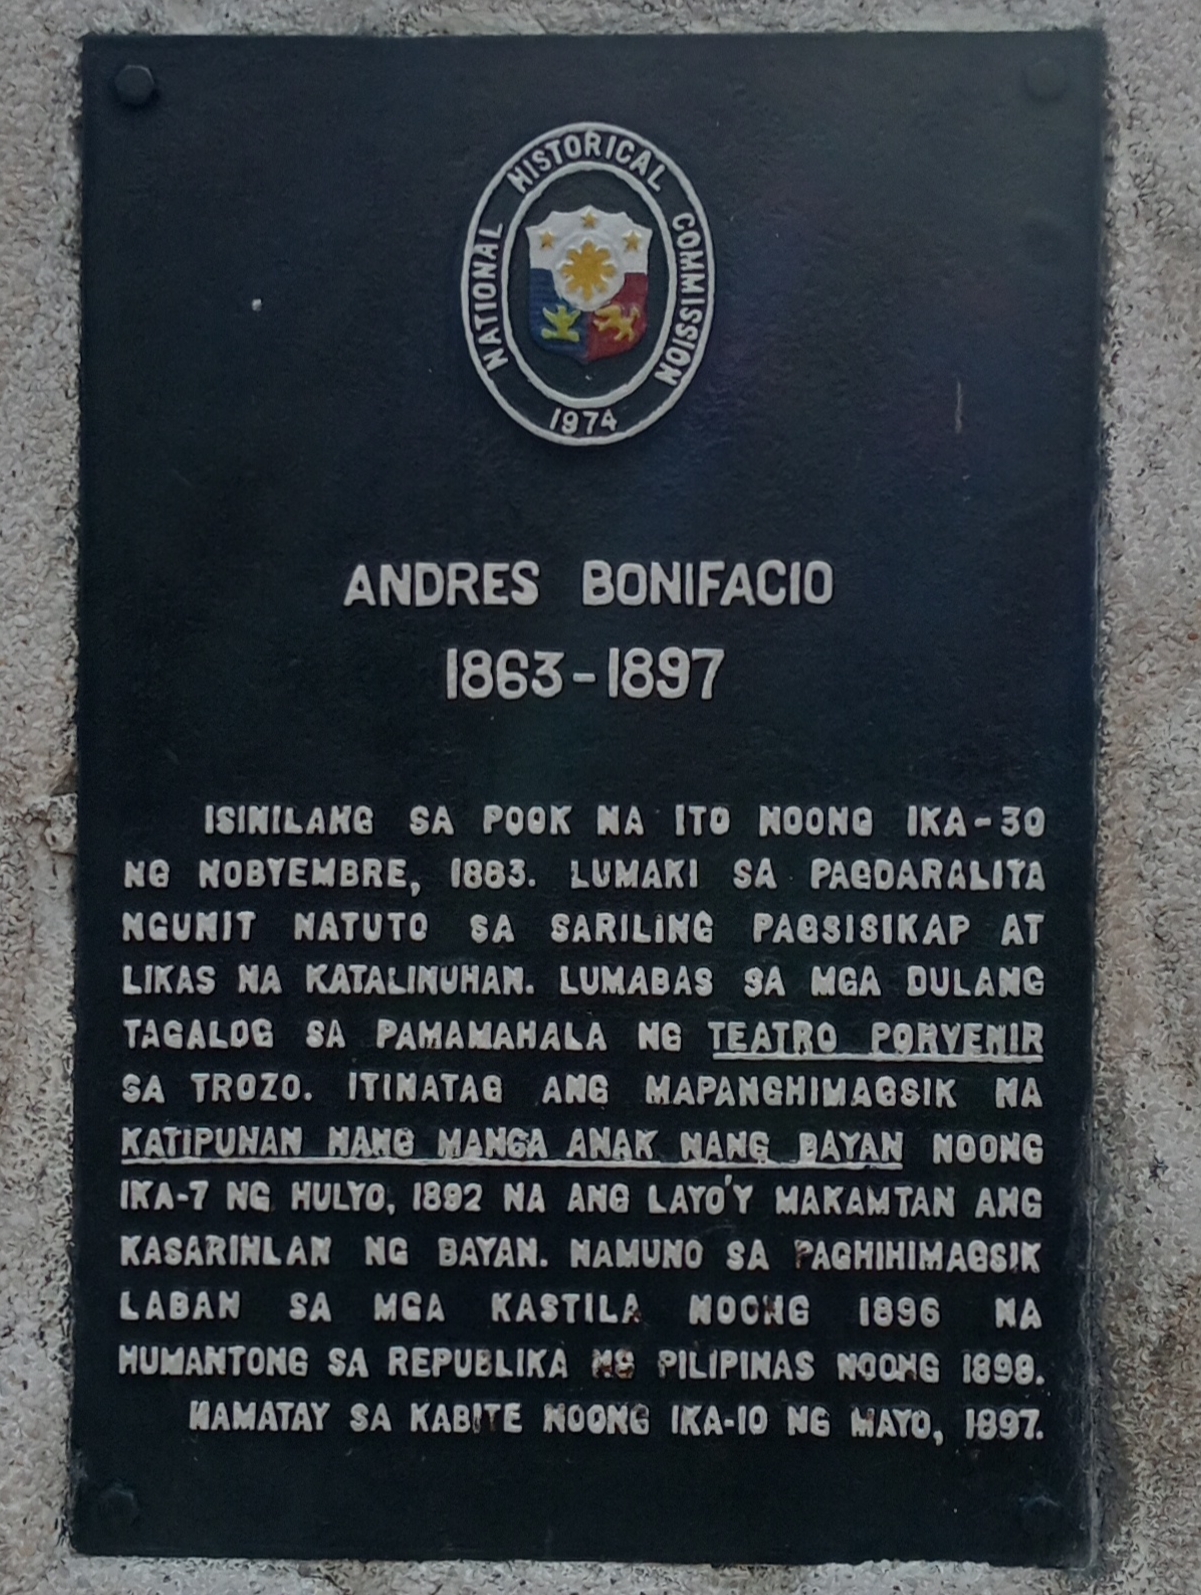 NATIONAL HISTORICAL COMMISSION
1974
ANDRES BONIFACIO
1863-1897
ISINILANG SA POOK NA ITO NOONG IKA-30
NG NOBYEMBRE, 1863. LUMAKI SA PAGDARALITA
NGUNIT NATUTO SA SARILING PAGSISIKAP AT
LIKAS NA KATALINUHAN. LUMABAS SA MGA DULANG
TAGALOG SA PAMAMAHALA NG TEATRO PORVENIR
SA TROZO. ITINATAG ANG MAPANGHIMAGSIK NA
KATIPUNAN NANG MANGA ANAK NANG BAYAN NOONG
IKA-7 NG HULYO, 1892 NA ANG LAYO'Y MAKAMTAN ANG
KASARINLAN NG BAYAN. NAMUNO SA PAGHIHIMAGSIK
LABAN SA MGA KASTILA NOONG 1896 NA
HUMANTONG SA REPUBLIKA NG PILIPINAS NOONG 1898.
NAMATAY SA KABITE NOONG IKA-10 NG MAYO, 1897.